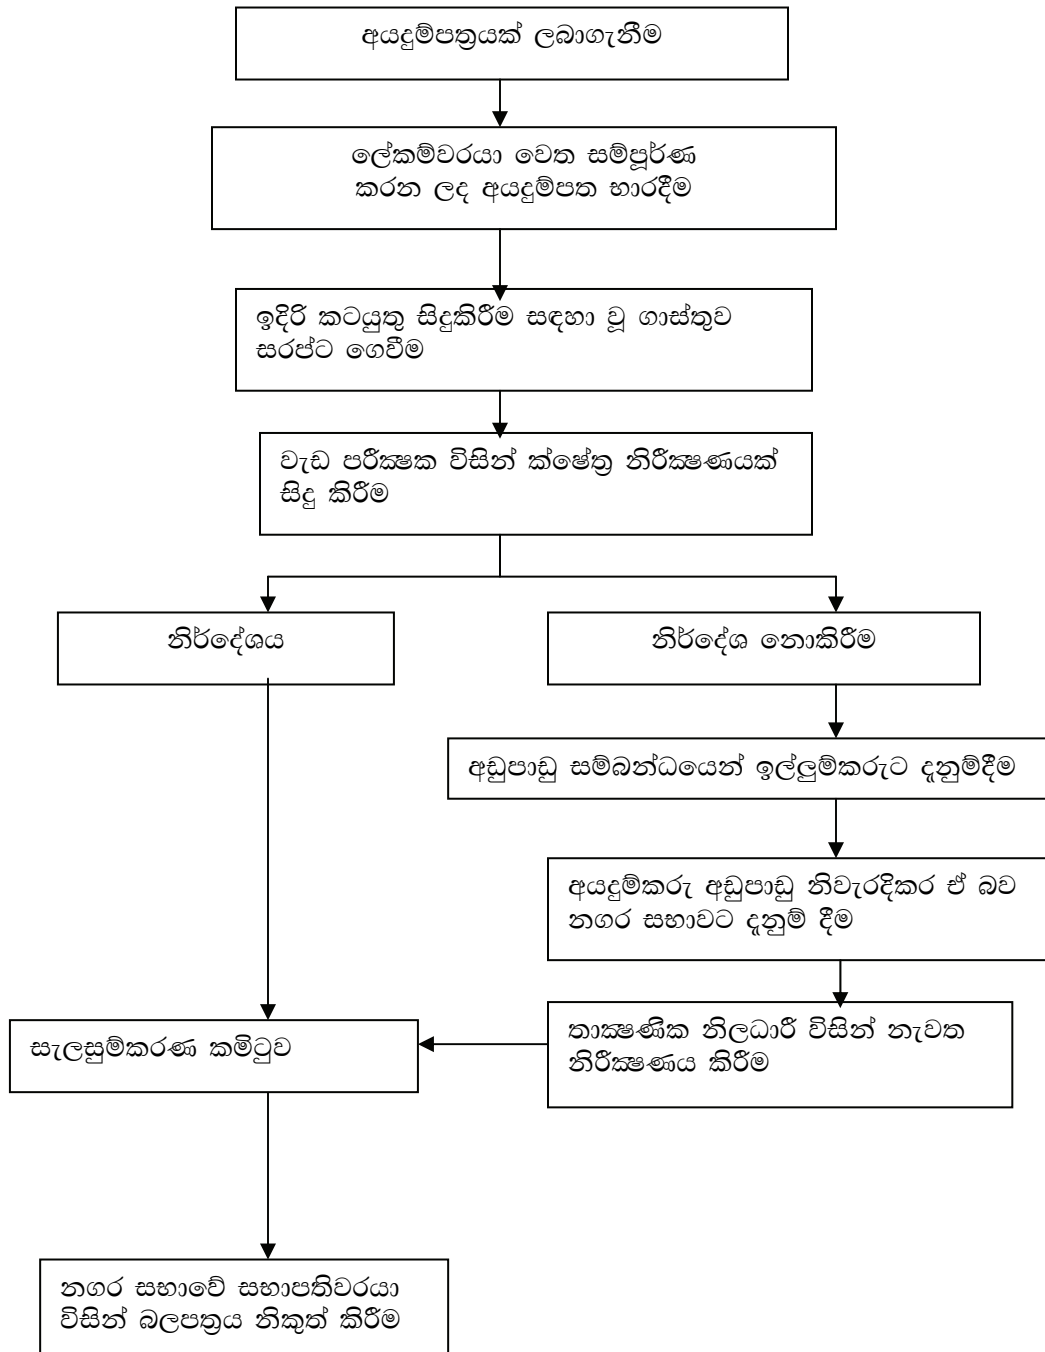 අයදුම්පත්‍රයක් ලබාගැනීම
ලේකම්වරයා වෙත සම්පූර්ණ
කරන ලද අයදුම්පත භාරදීම
ඉදිරි කටයුතු සිදුකිරීම සඳහා වූ ගාස්තුව
සරප්ට ගෙවීම
වැඩ පරීක්‍ෂක විසින් ක්ෂේත්‍ර නිරීක්‍ෂණයක්
සිදු කිරීම
නිර්දේශය
නිර්දේශ නොකිරීම
අඩුපාඩු සම්බන්ධයෙන් ඉල්ලුම්කරුට දැනුම්දීම
අයදුම්කරු අඩුපාඩු නිවැරදිකර ඒ බව
නගර සභාවට දැනුම් දීම
තාක්‍ෂණික නිලධාරී විසින් නැවත
නිරීක්‍ෂණය කිරීම
සැලසුම්කරණ කමිටුව
නගර සභාවේ සභාපතිවරයා
විසින් බලපත්‍රය නිකුත් කිරීම